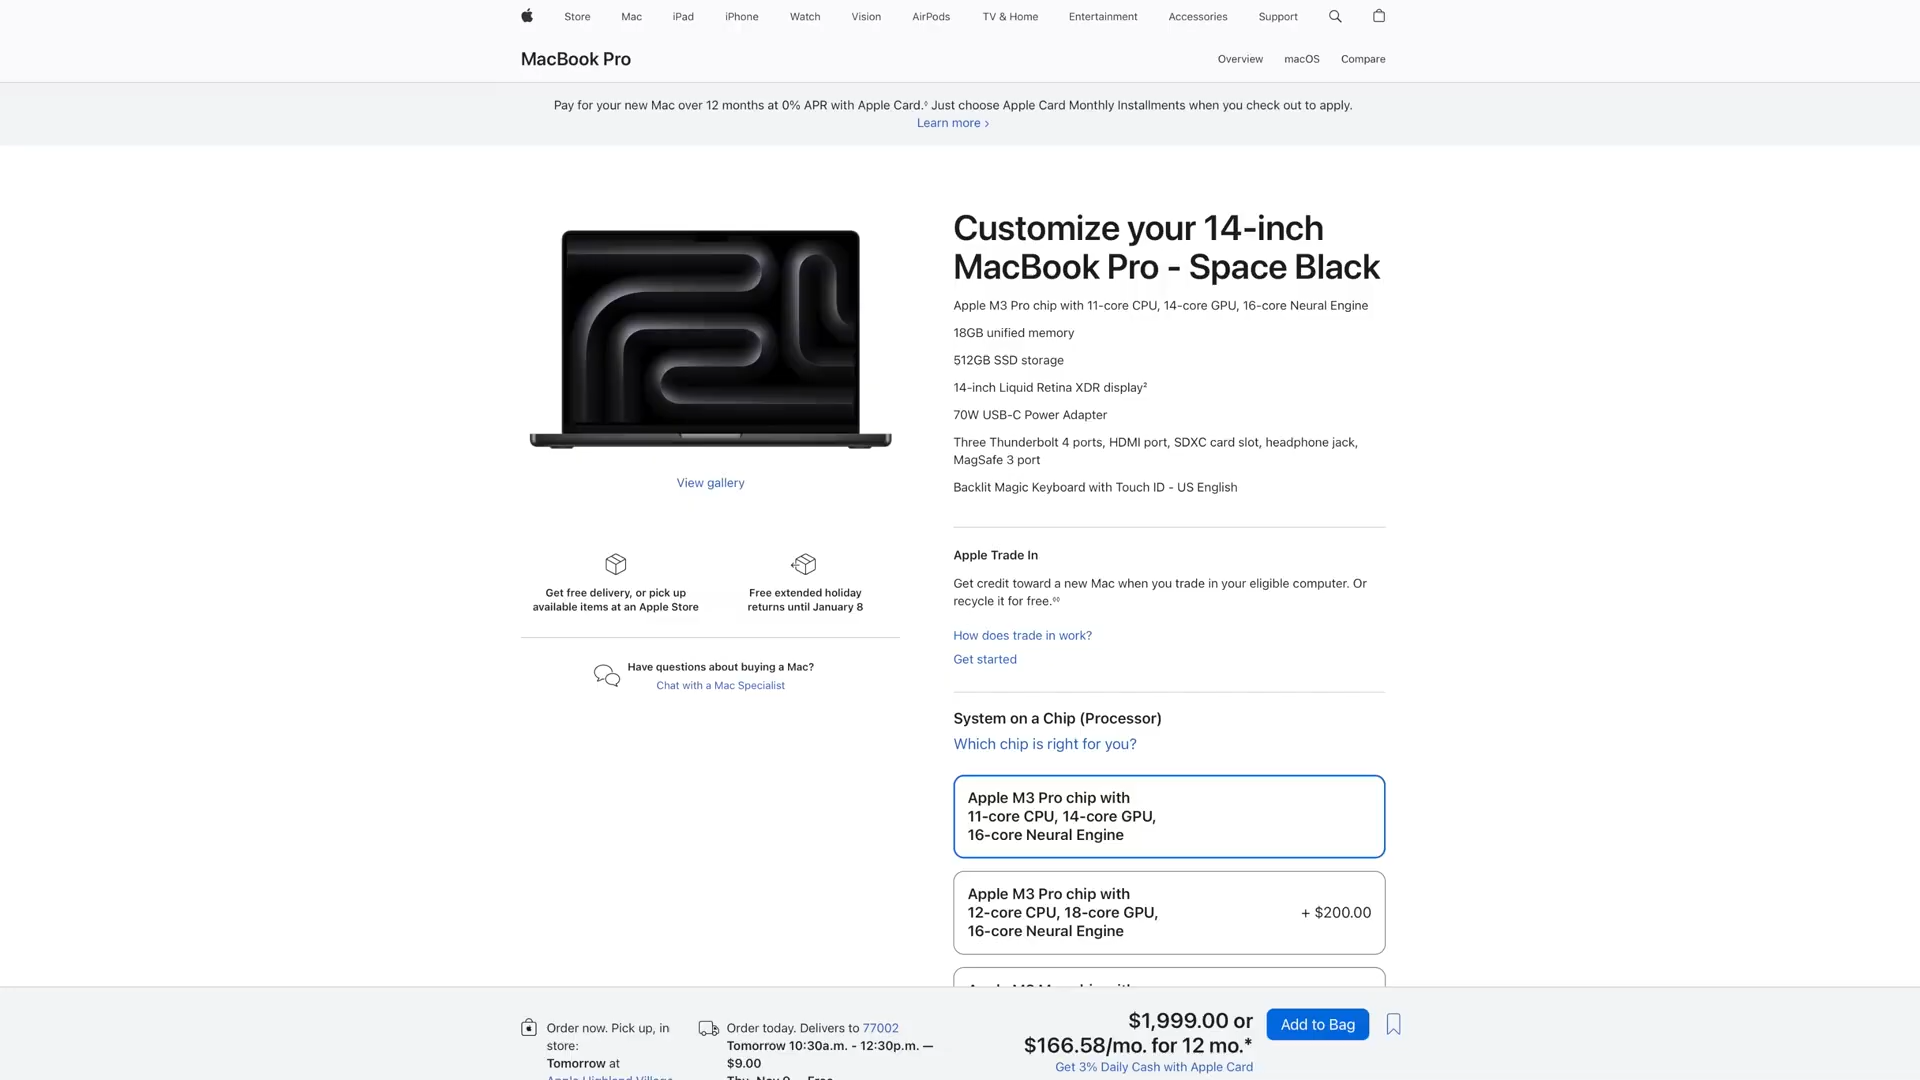 Store
Mac
iPad
iPhone
Watch
Vision
AirPods
TV & Home
Entertainment
Accessories
Support
MacBook Pro
Overview
macOS
Compare
Pay for your new Mac over 12 months at 0% APR with Apple Card.◊ Just choose Apple Card Monthly Installments when you check out to apply.
Learn more ›
View gallery
Get free delivery, or pick up
available items at an Apple Store
Free extended holiday
returns until January 8
Have questions about buying a Mac?
Chat with a Mac Specialist
Customize your 14-inch
MacBook Pro - Space Black
Apple M3 Pro chip with 11-core CPU, 14-core GPU, 16-core Neural Engine
18GB unified memory
512GB SSD storage
14-inch Liquid Retina XDR display²
70W USB-C Power Adapter
Three Thunderbolt 4 ports, HDMI port, SDXC card slot, headphone jack,
MagSafe 3 port
Backlit Magic Keyboard with Touch ID - US English
Apple Trade In
Get credit toward a new Mac when you trade in your eligible computer. Or
recycle it for free.◊◊
How does trade in work?
Get started
System on a Chip (Processor)
Which chip is right for you?
Apple M3 Pro chip with
11-core CPU, 14-core GPU,
16-core Neural Engine
Apple M3 Pro chip with
12-core CPU, 18-core GPU,
16-core Neural Engine
+ $200.00
Order now. Pick up, in
store:
Tomorrow at
Apple Highland Village
Order today. Delivers to 77002
Tomorrow 10:30a.m. - 12:30p.m. —
$9.00
Thu, Nov 9 — Free
$1,999.00 or
$166.58/mo. for 12 mo.*
Get 3% Daily Cash with Apple Card
Add to Bag